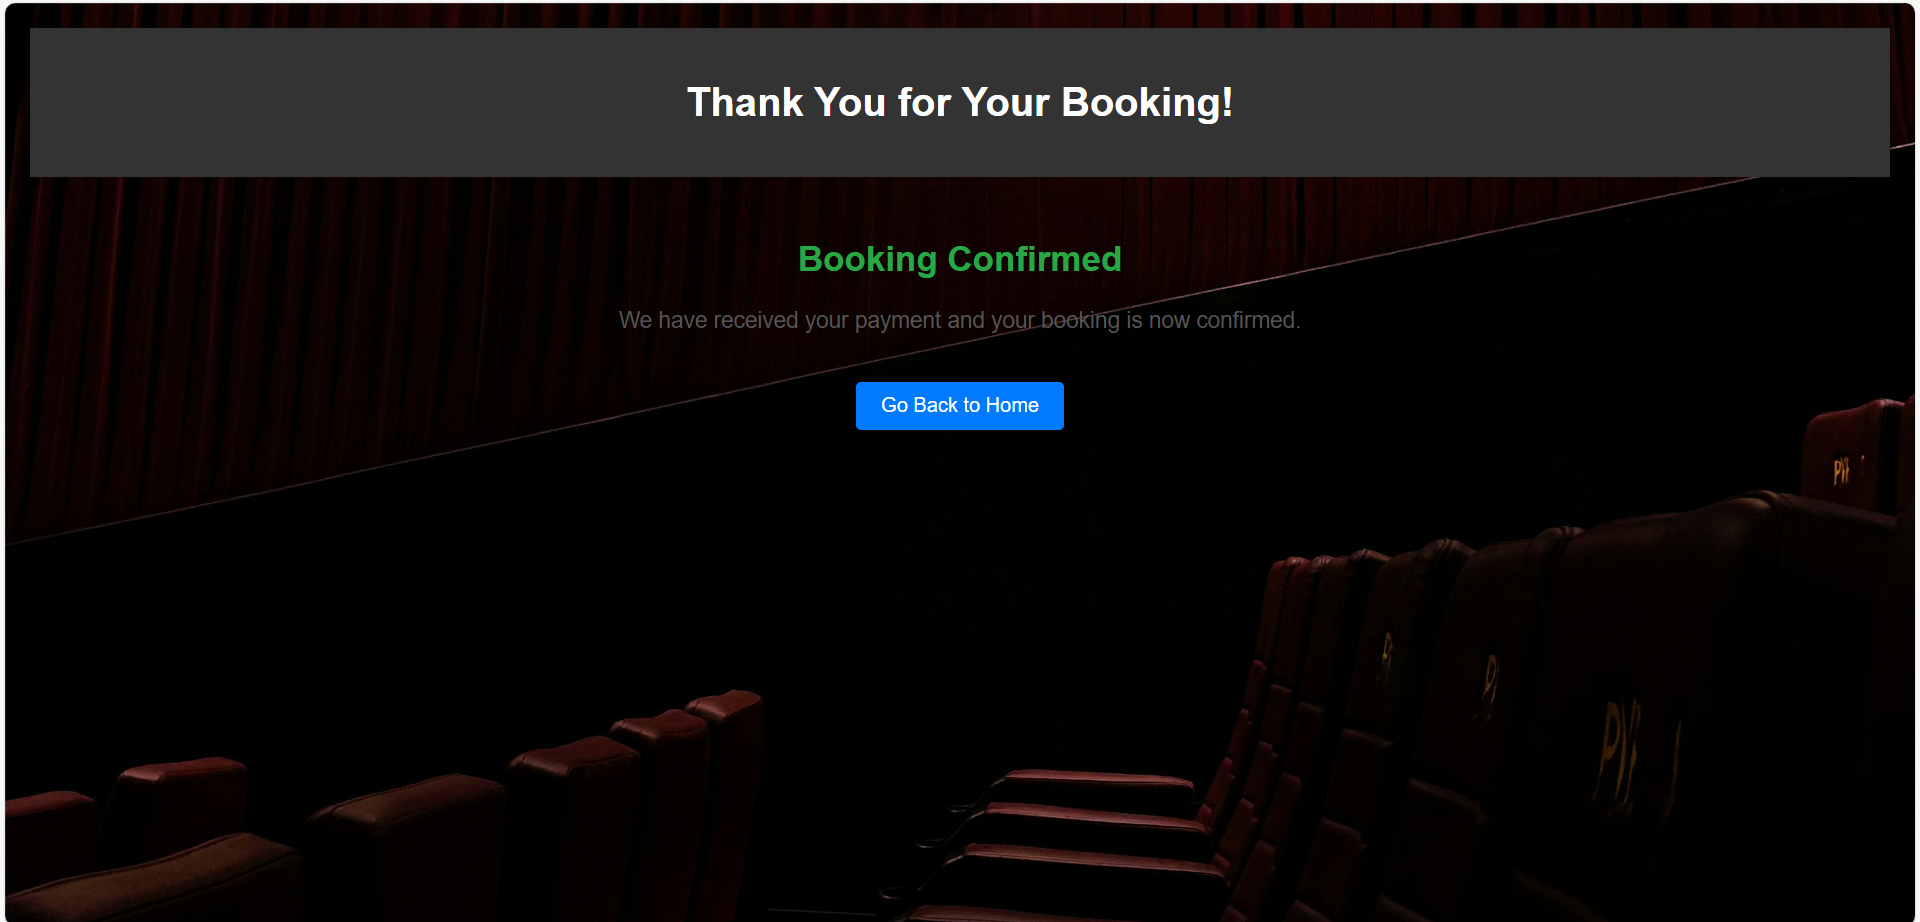 Thank You for Your Booking!
Booking Confirmed
We have received your payment and your booking is now confirmed.
Go Back to Home